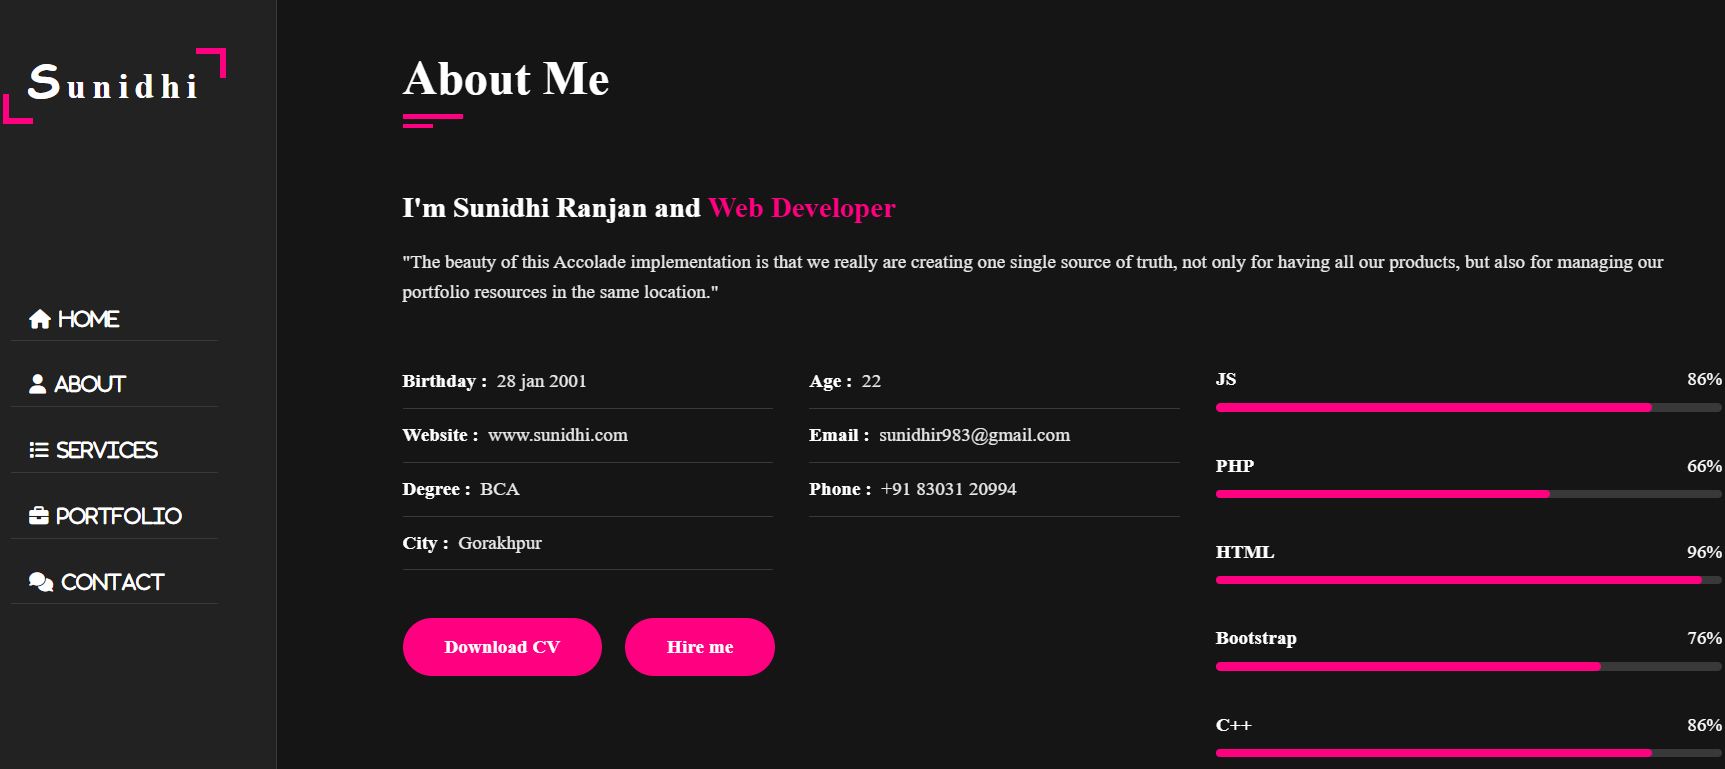 Sunidhi
HOME
ABOUT
SERVICES
PORTFOLIO
CONTACT
About Me
I'm Sunidhi Ranjan and Web Developer
"The beauty of this Accolade implementation is that we really are creating one single source of truth, not only for having all our products, but also for managing our
portfolio resources in the same location."
Birthday : 28 jan 2001
Age : 22
Website : www.sunidhi.com
Email : sunidhir983@gmail.com
Degree : BCA
Phone : +91 83031 20994
City : Gorakhpur
Download CV
Hire me
JS 86%
PHP 66%
HTML 96%
Bootstrap 76%
C++ 86%